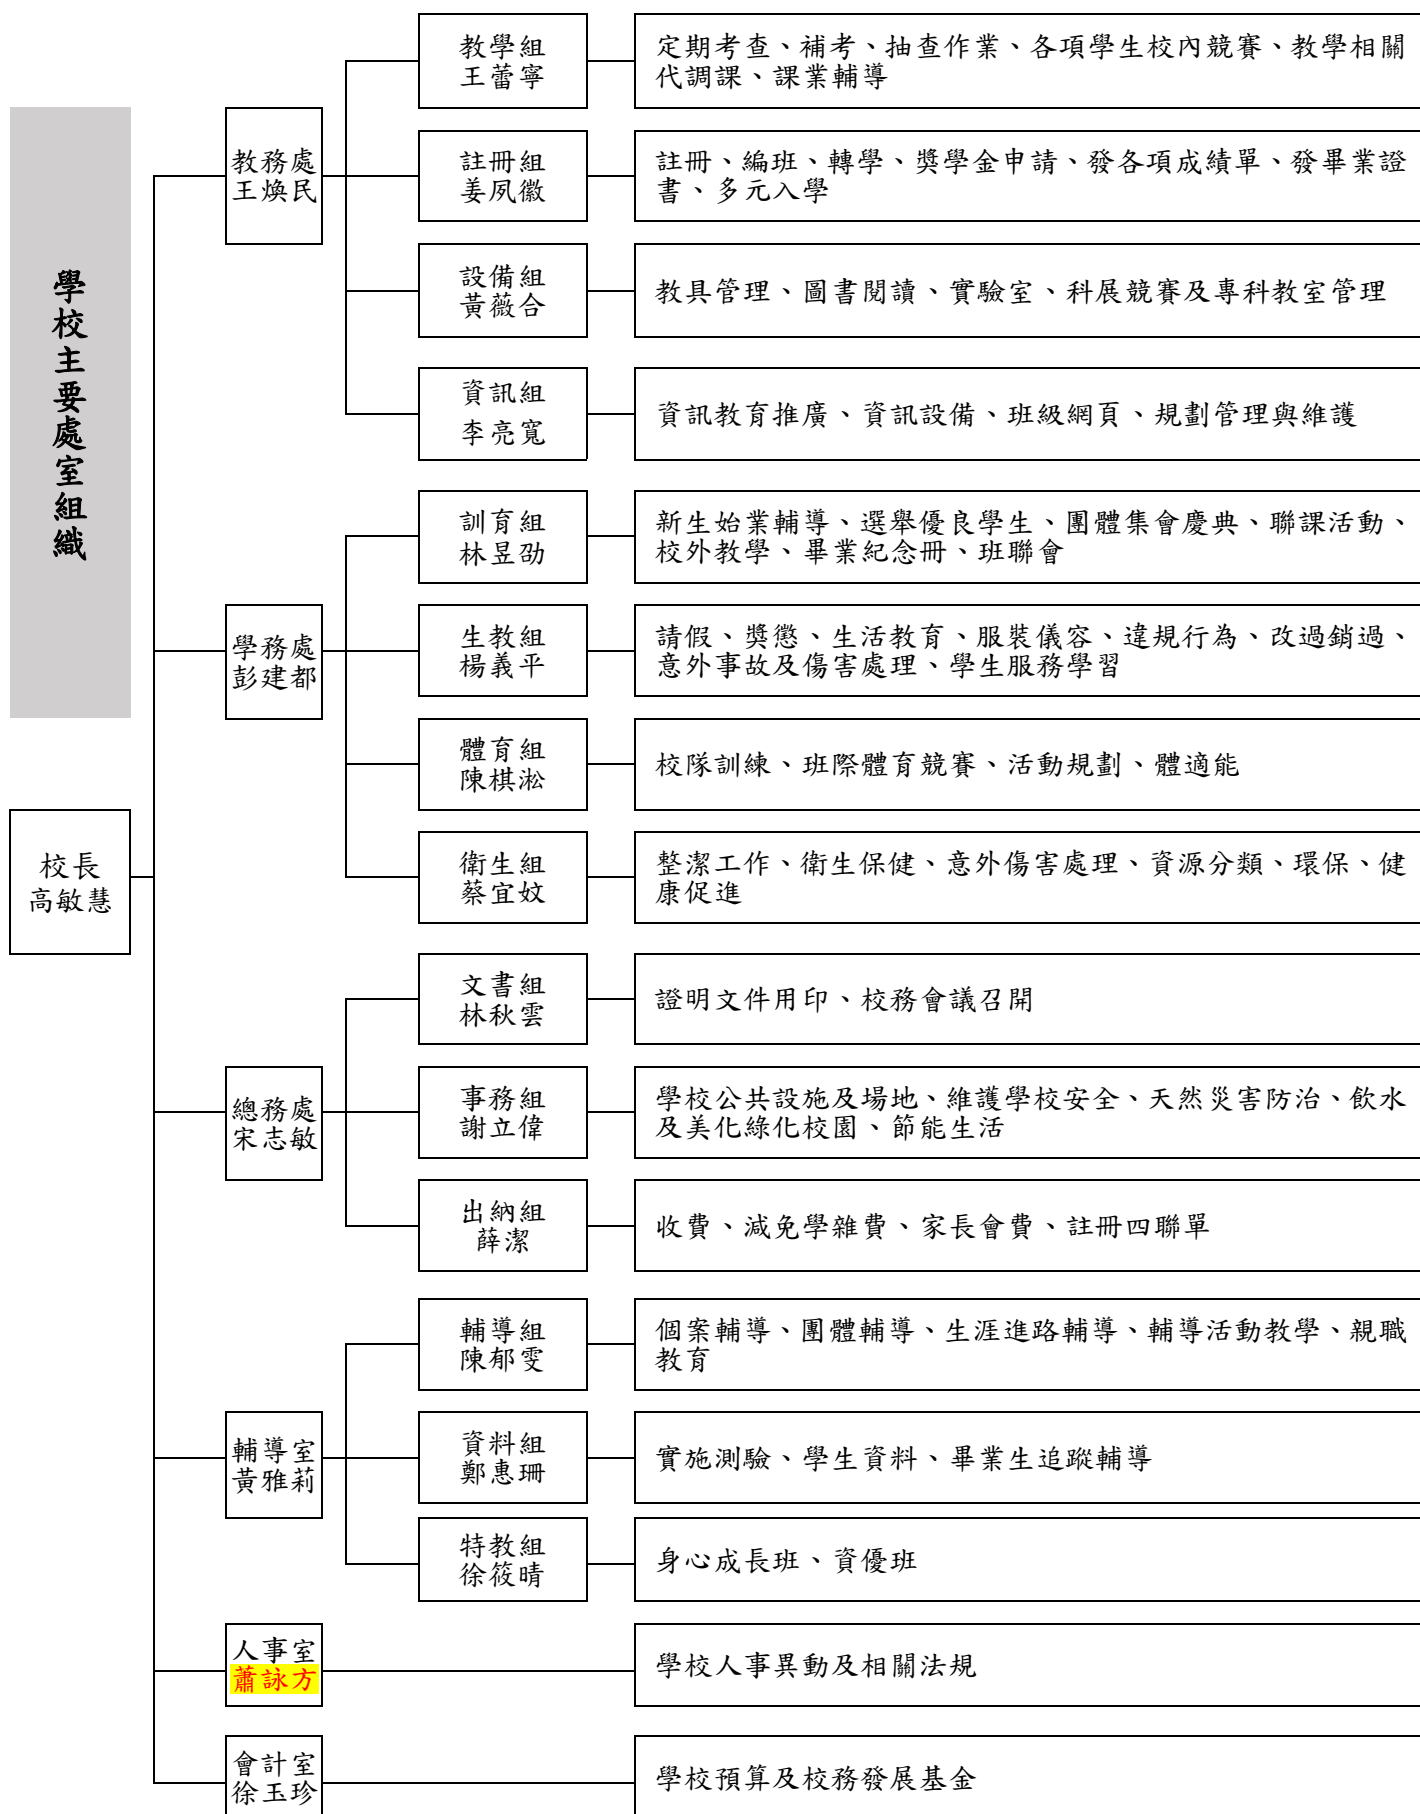 學校主要處室組織
校長
高敏慧
教務處
王煥民
教學組
王蕾寧
定期考查、補考、抽查作業、各項學生校內競賽、教學相關
代調課、課業輔導
註冊組
姜夙徽
註冊、編班、轉學、獎學金申請、發各項成績單、發畢業證
書、多元入學
設備組
黃薇合
教具管理、圖書閱讀、實驗室、科展競賽及專科教室管理
資訊組
李亮寬
資訊教育推廣、資訊設備、班級網頁、規劃管理與維護
學務處
彭建都
訓育組
林昱劭
新生始業輔導、選舉優良學生、團體集會慶典、聯課活動、
校外教學、畢業紀念冊、班聯會
生教組
楊義平
請假、獎懲、生活教育、服裝儀容、違規行為、改過銷過、
意外事故及傷害處理、學生服務學習
體育組
陳棋淞
校隊訓練、班際體育競賽、活動規劃、體適能
衛生組
蔡宜妏
整潔工作、衛生保健、意外傷害處理、資源分類、環保、健
康促進
總務處
宋志敏
文書組
林秋雲
證明文件用印、校務會議召開
事務組
謝立偉
學校公共設施及場地、維護學校安全、天然災害防治、飲水
及美化綠化校園、節能生活
出納組
薛潔
收費、減免學雜費、家長會費、註冊四聯單
輔導室
黃雅莉
輔導組
陳郁雯
個案輔導、團體輔導、生涯進路輔導、輔導活動教學、親職
教育
資料組
鄭惠珊
實施測驗、學生資料、畢業生追蹤輔導
特教組
徐筱晴
身心成長班、資優班
人事室
蕭詠方
學校人事異動及相關法規
會計室
徐玉珍
學校預算及校務發展基金